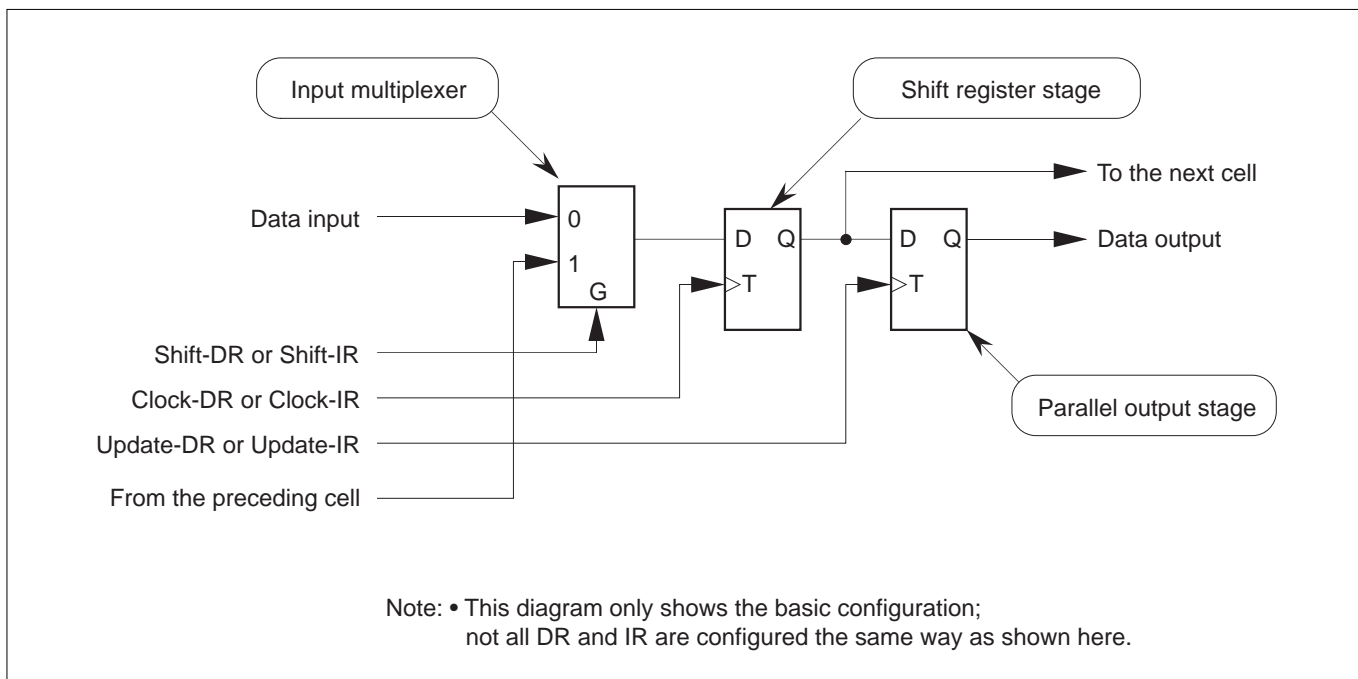 Input multiplexer
Shift register stage
To the next cell
Data input
0
D Q
D Q
Data output
1
G
T
T
Shift-DR or Shift-IR
Clock-DR or Clock-IR
Parallel output stage
Update-DR or Update-IR
From the preceding cell
Note: • This diagram only shows the basic configuration;
not all DR and IR are configured the same way as shown here.